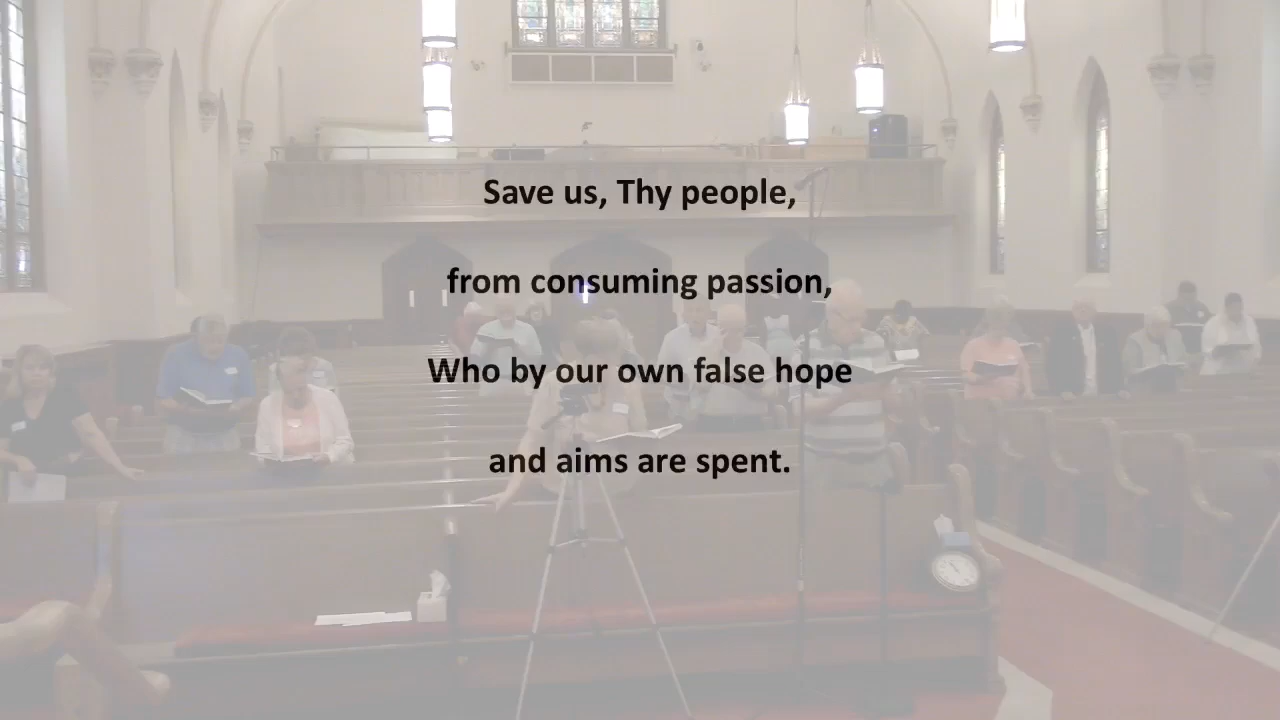 Save us, Thy people,
from consuming passion,
Who by our own false hope
and aims are spent.